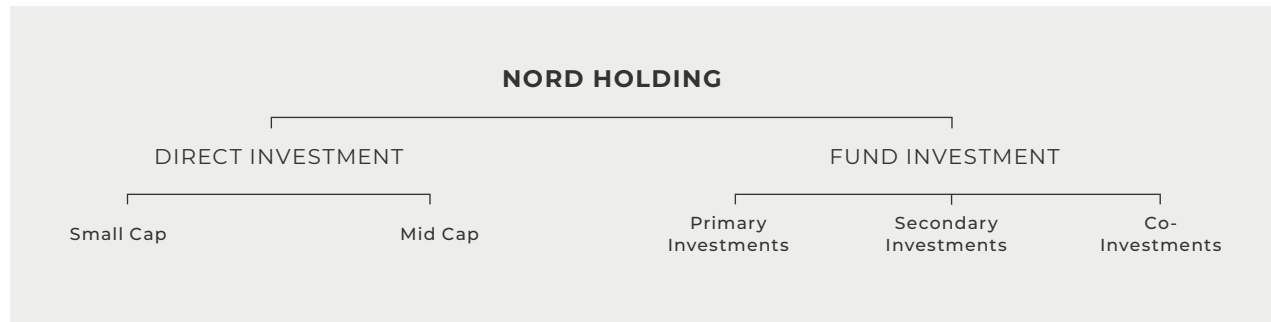 NORD HOLDING
DIRECT INVESTMENT
FUND INVESTMENT
Small Cap
Mid Cap
Primary
Investments
Secondary
Investments
Co-
Investments